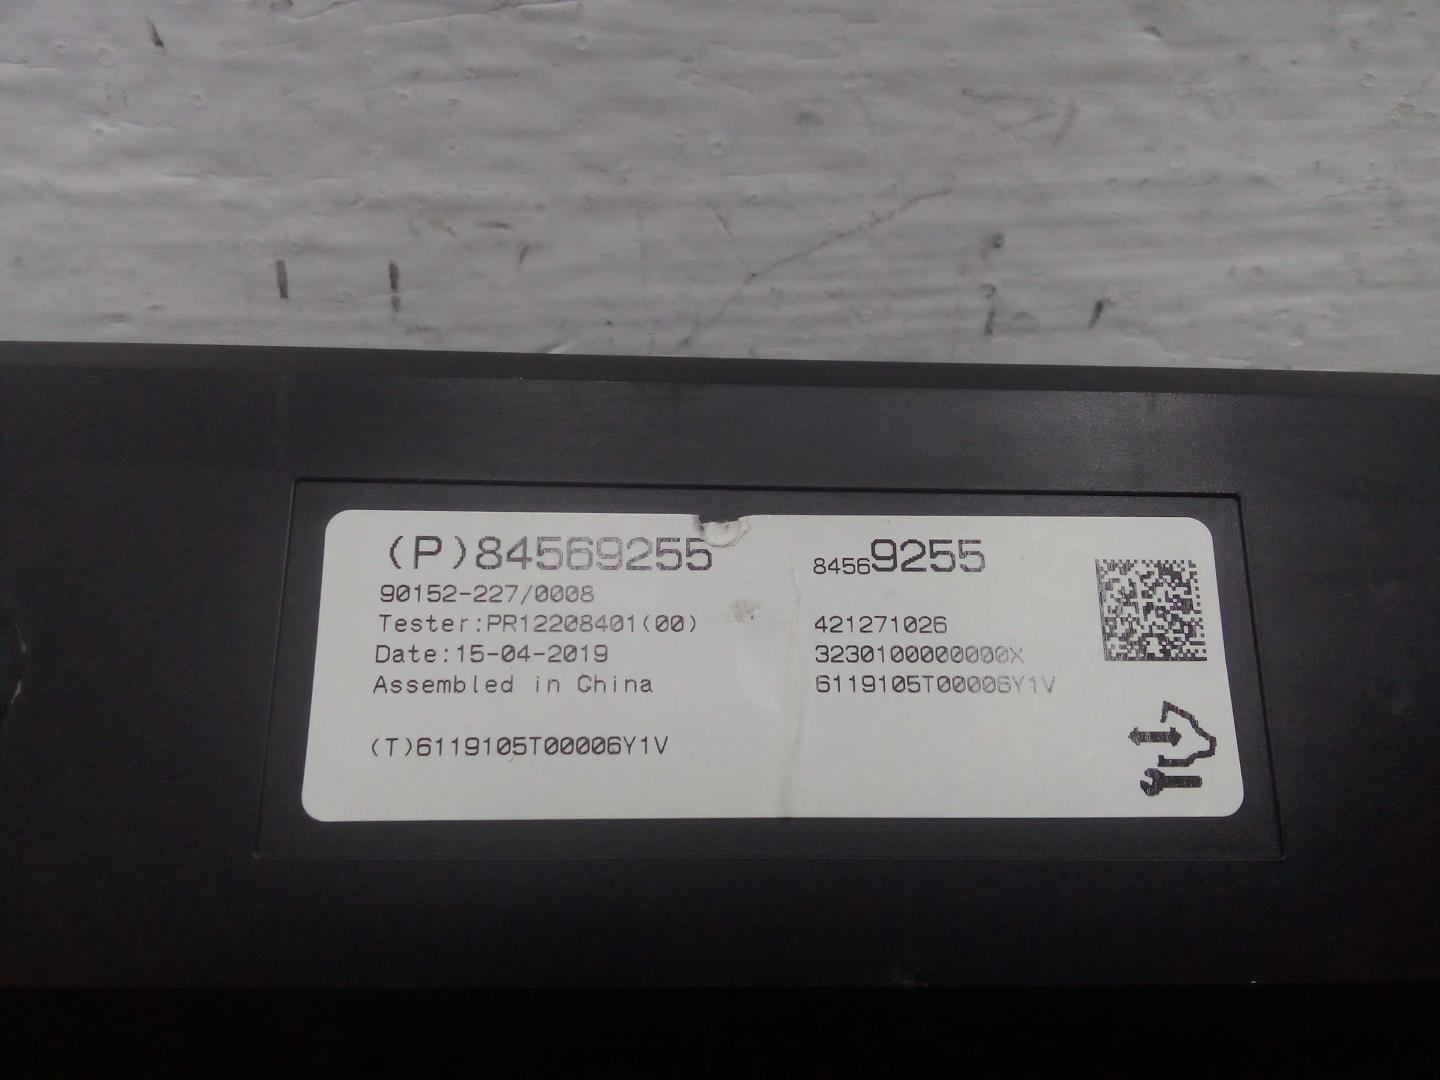 (P)84569255
90152-227/0008
Tester:PR12208401(00)
Date:15-04-2019
Assembled in China
(T)6119105T00006Y1V
84569255
421271026
3230100000000X
6119105T00006Y1V